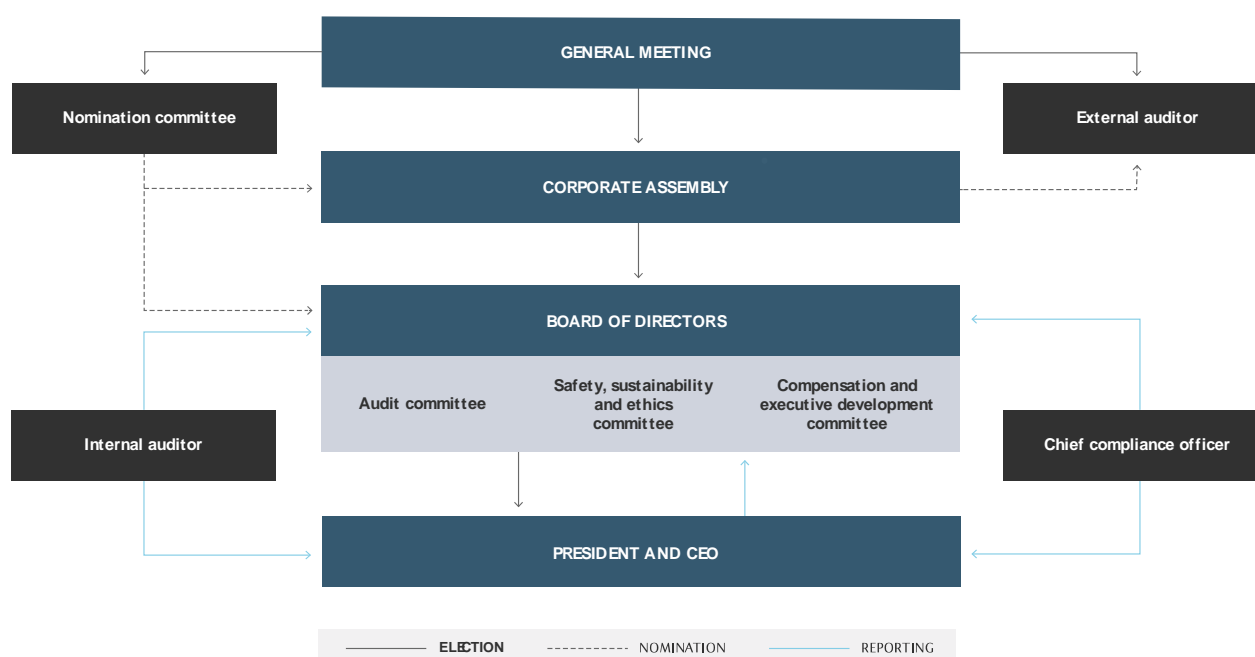 GENERAL MEETING
Nomination committee
External auditor
CORPORATE ASSEMBLY
BOARD OF DIRECTORS
Audit committee
Safety, sustainability
and ethics
committee
Compensation and
executive development
committee
Internal auditor
Chief compliance officer
PRESIDENT AND CEO
ELECTION
NOMINATION
REPORTING